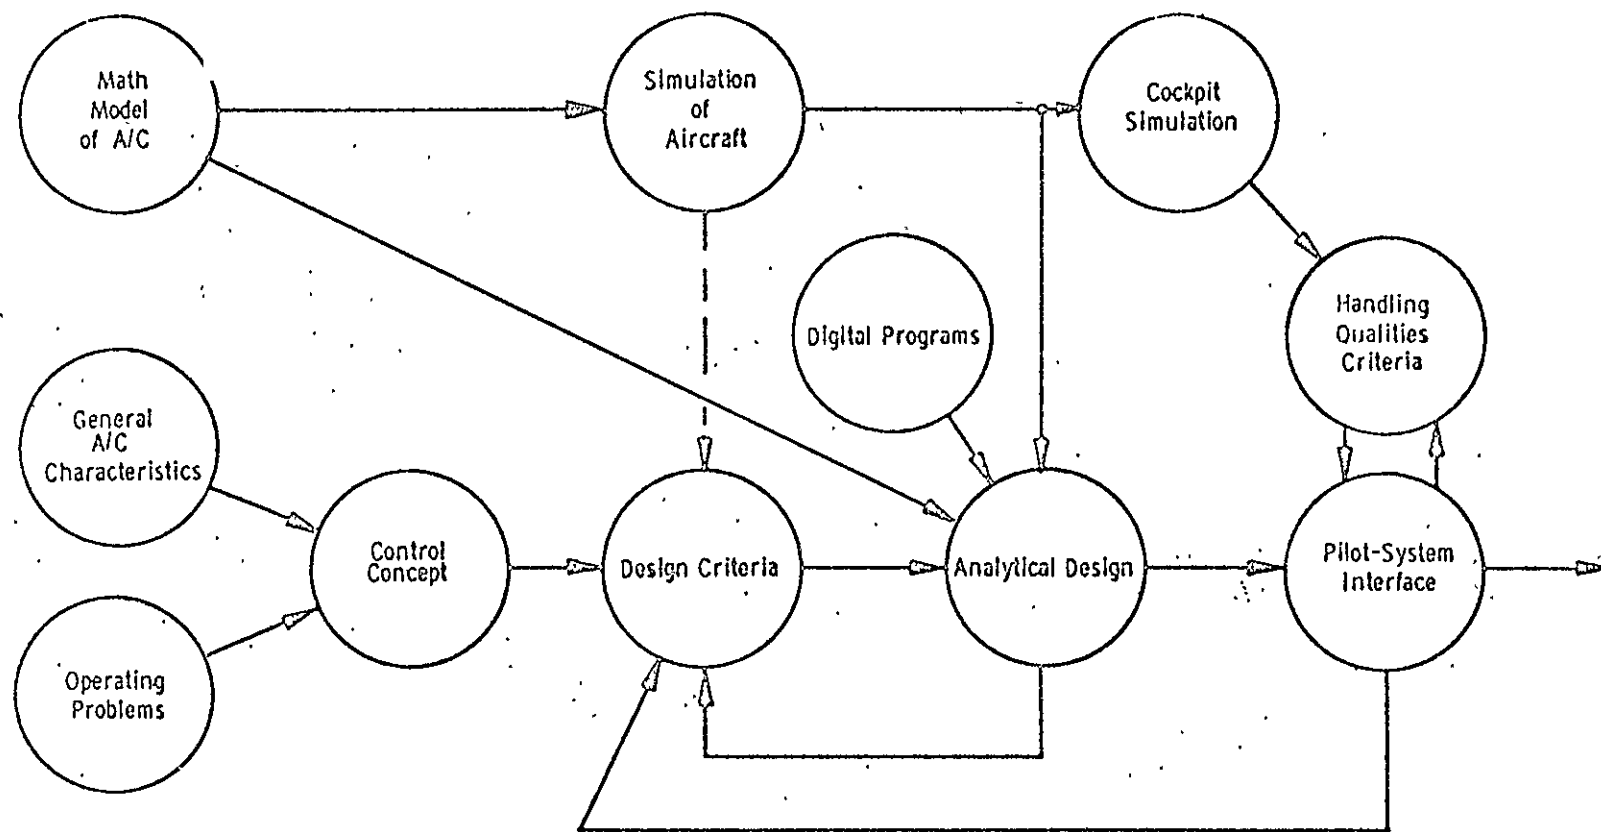 Math
Model
of A/C
Simulation
of
Aircraft
Cockpit
Simulation
Digital Programs
Handling
Qualities
Criteria
General
A/C
Characteristics
Control
Concept
Design Criteria
Analytical Design
Pilot-System
Interface
Operating
Problems